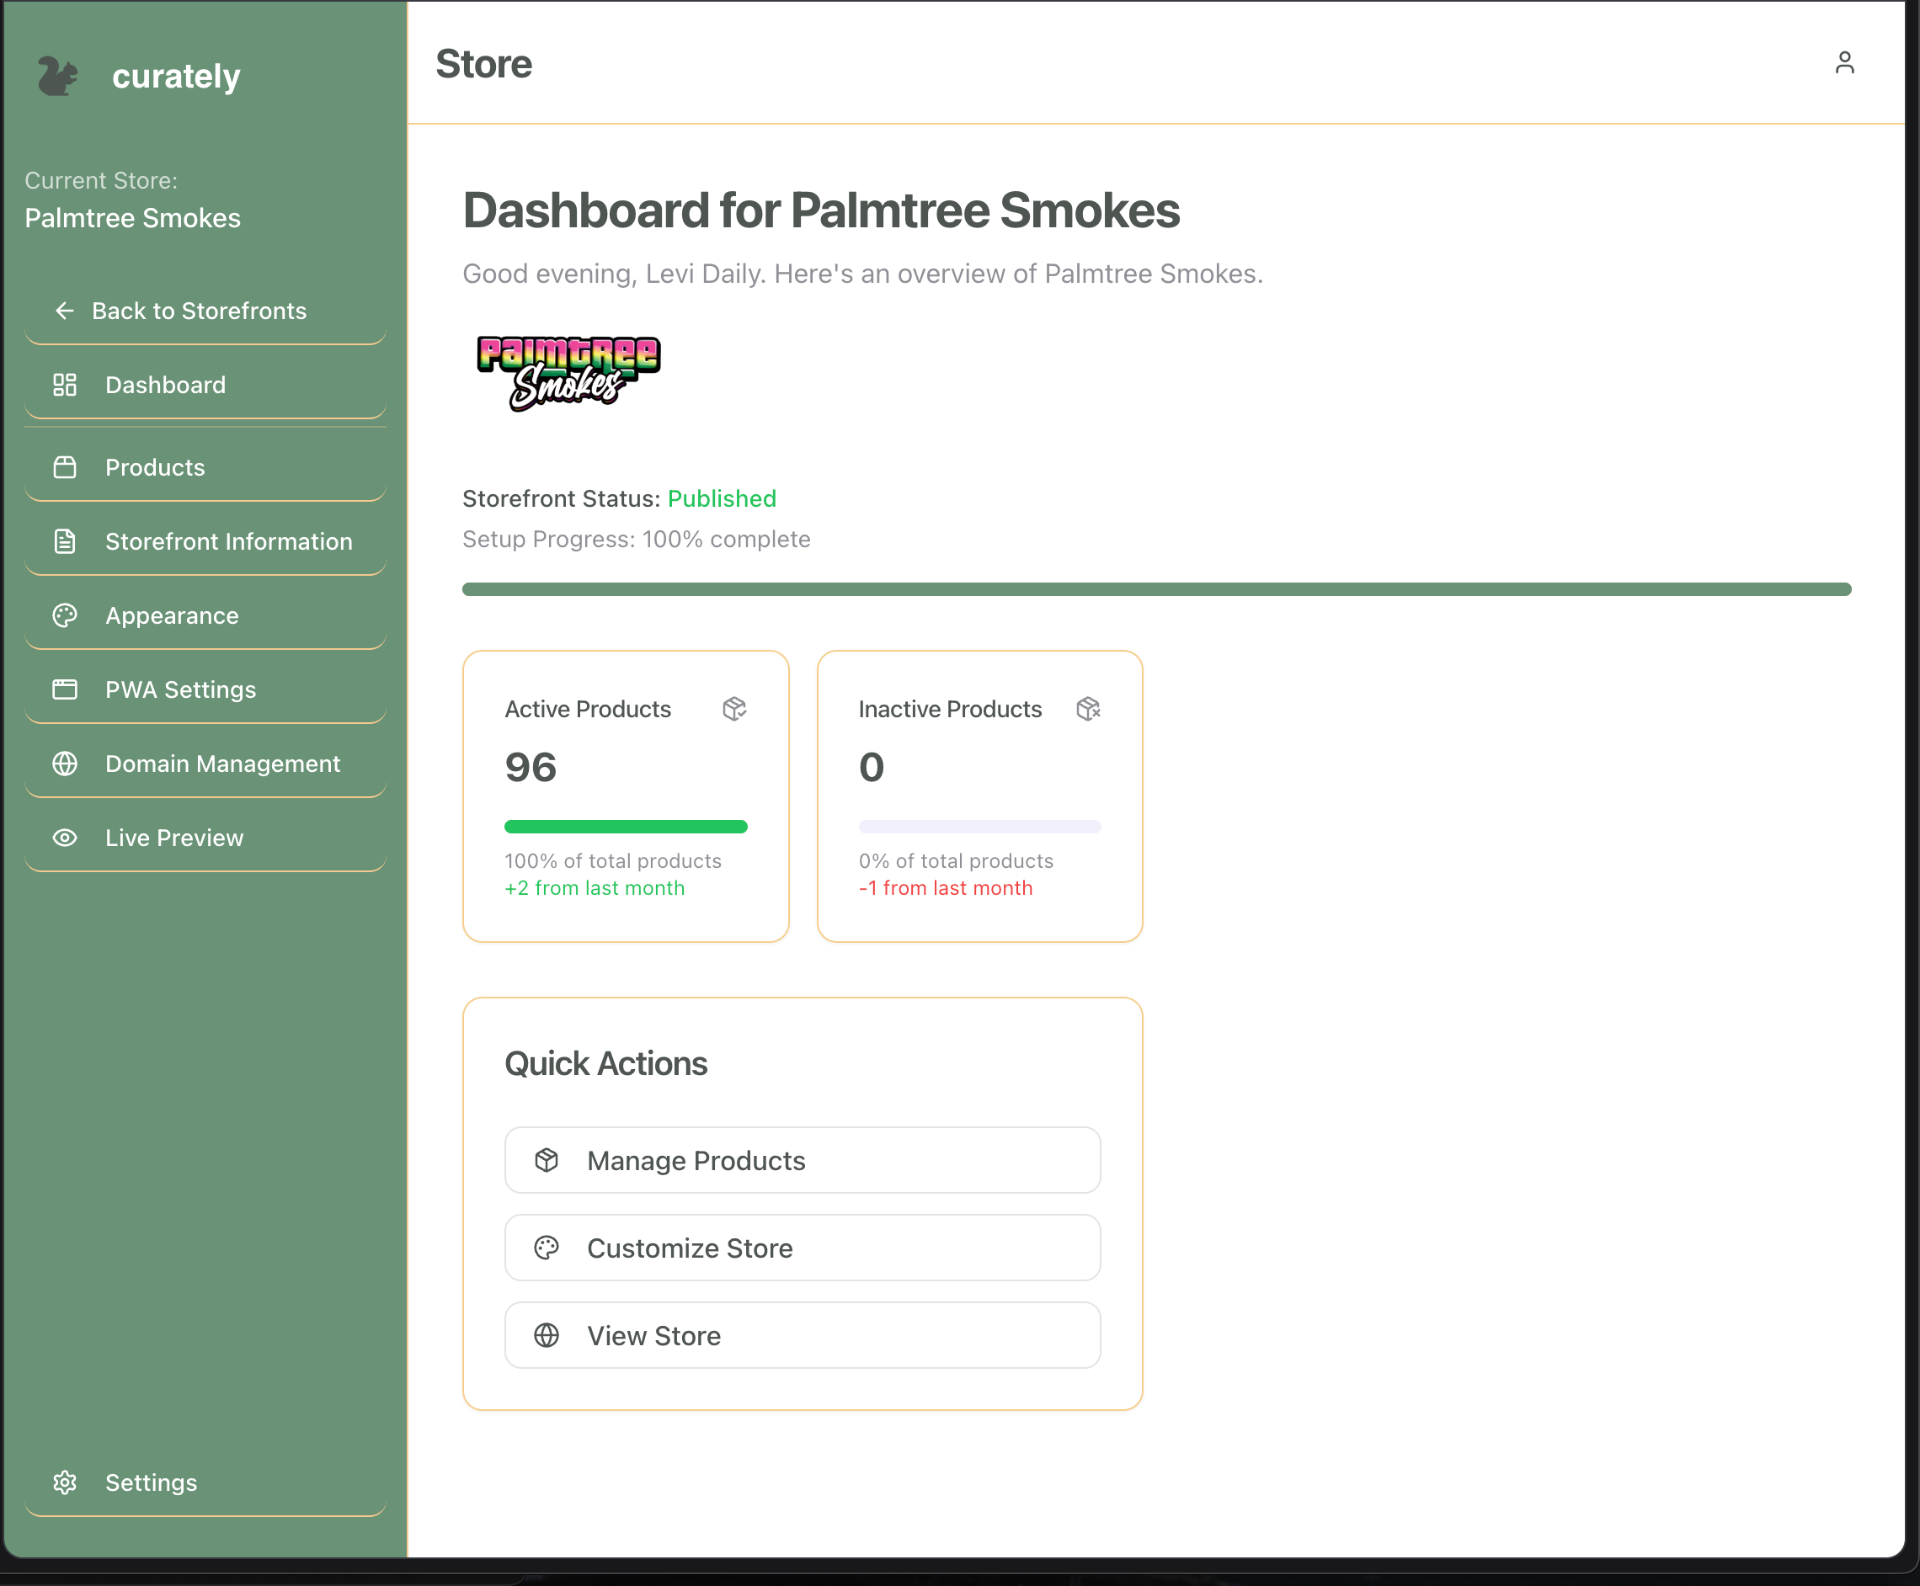 curately
Current Store:
Palmtree Smokes
Back to Storefronts
Dashboard
Products
Storefront Information
Appearance
PWA Settings
Domain Management
Live Preview
Settings
Store
Dashboard for Palmtree Smokes
Good evening, Levi Daily. Here's an overview of Palmtree Smokes.
Palmtree
Smokes
Storefront Status: Published
Setup Progress: 100% complete
Active Products
96
100% of total products
+2 from last month
Inactive Products
0
0% of total products
-1 from last month
Quick Actions
Manage Products
Customize Store
View Store